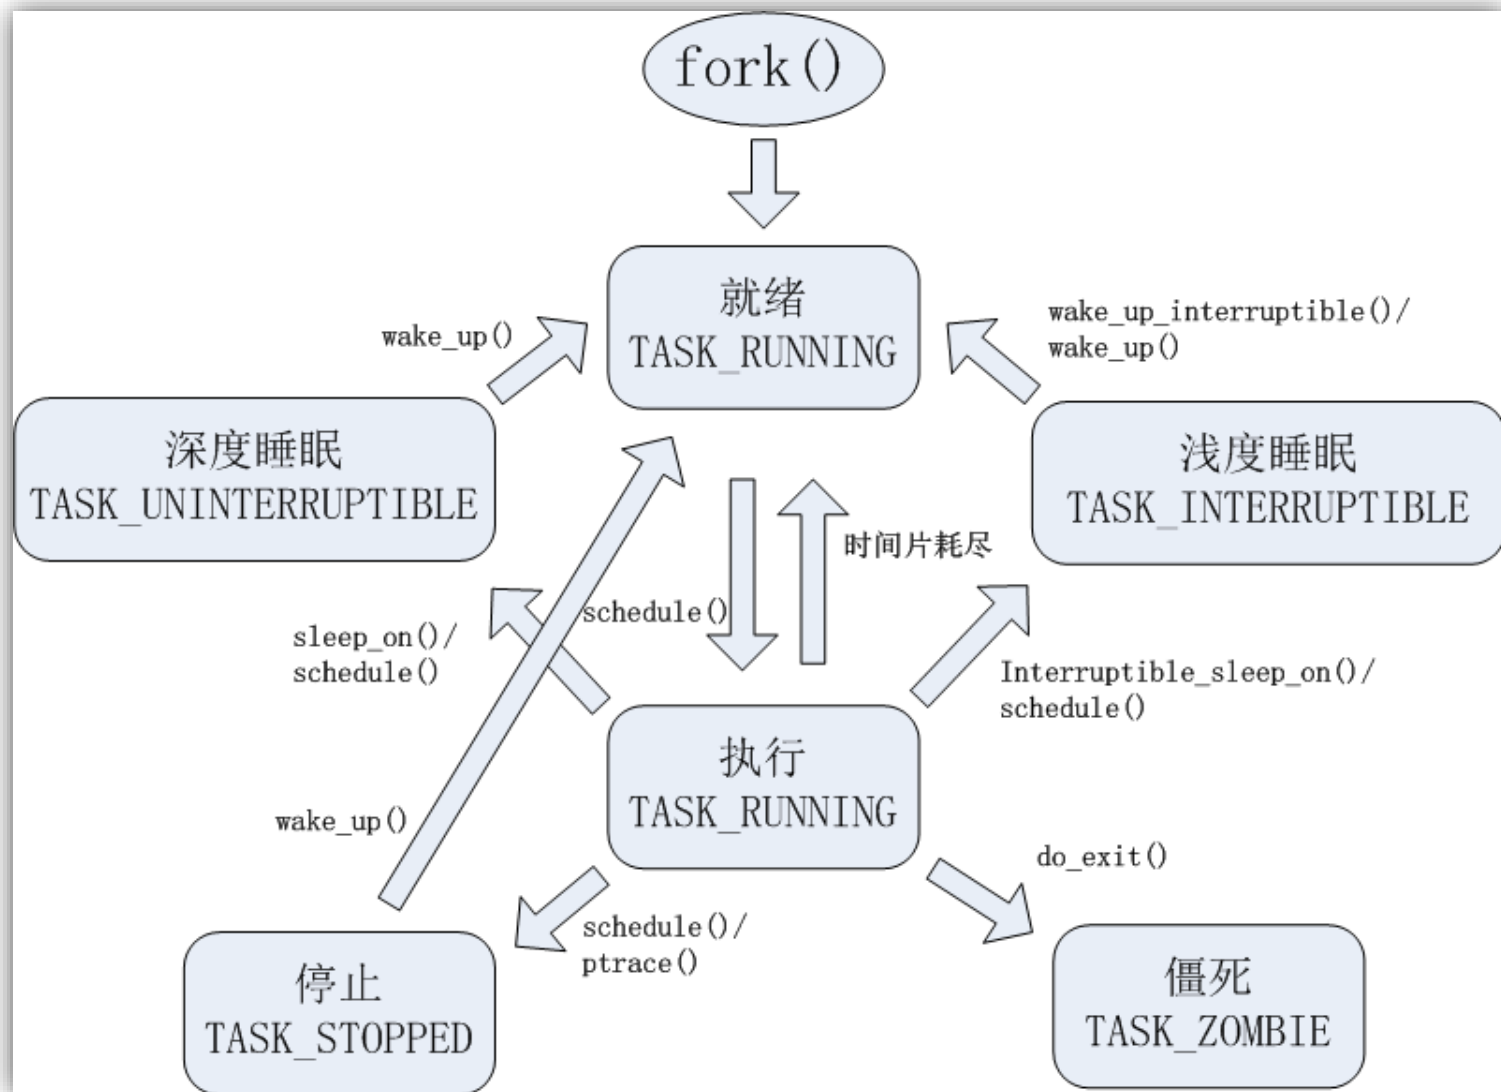 fork()
就绪
TASK_RUNNING
wake_up()
wake_up_interruptible()/
wake_up()
深度睡眠
TASK_UNINTERRUPTIBLE
浅度睡眠
TASK_INTERRUPTIBLE
时间片耗尽
schedule()
sleep_on()/
schedule()
Interruptible_sleep_on()/
schedule()
执行
TASK_RUNNING
wake_up()
do_exit()
schedule()/
ptrace()
停止
TASK_STOPPED
僵死
TASK_ZOMBIE